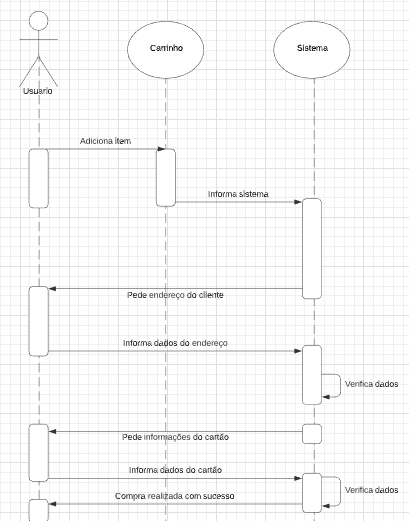 Carrinho
Sistema
Usuario
Adiciona item
Informa sistema
Pede endereço do cliente
Informa dados do endereço
Verifica dados
Pede informações do cartão
Informa dados do cartão
Verifica dados
Compra realizada com sucesso